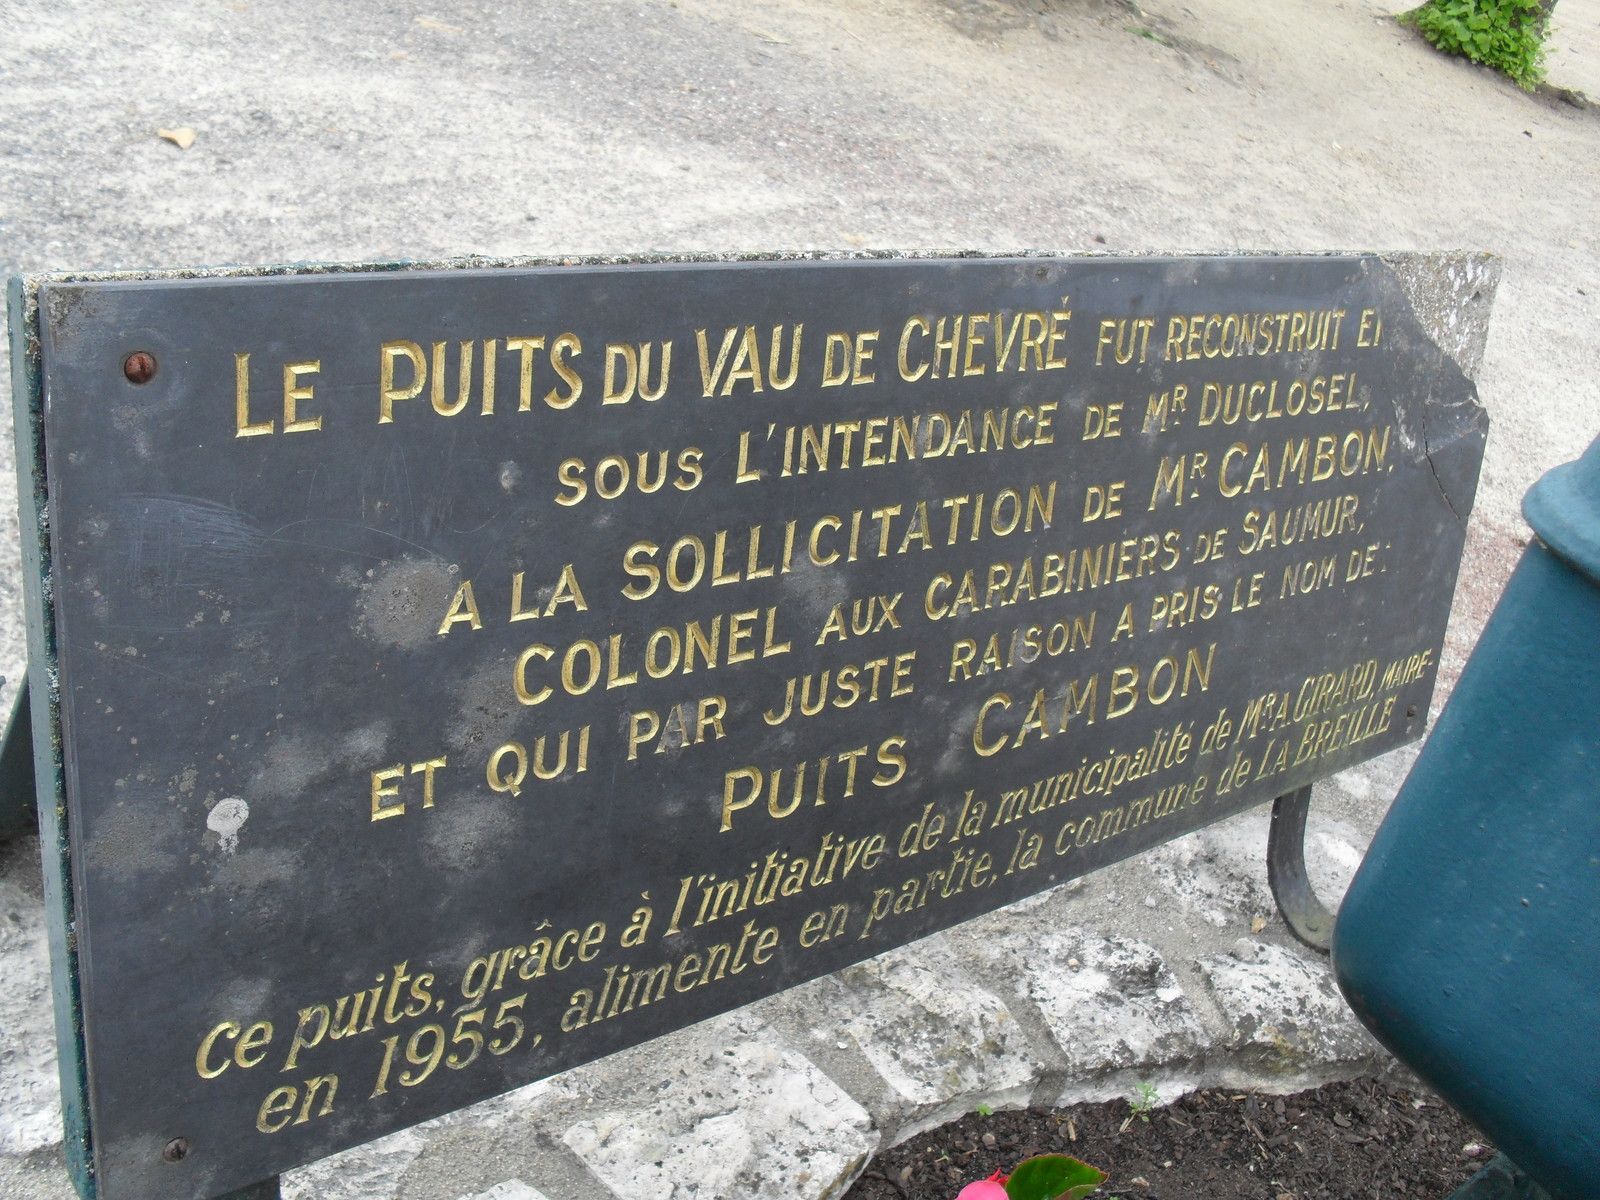 LE PUITS DU VAU DE CHEVRÉ FUT RECONSTRUIT
SOUS L'INTENDANCE DE MR DUCLOSEL,
A LA SOLLICITATION DE MR CAMBON,
COLONEL AUX CARABINIERS DE SAUMUR,
ET QUI PAR JUSTE RAISON A PRIS LE NOM DE:
PUITS CAMBON
ce puits, grâce à l'initiative de la municipalité de Mr A. GIRARD, MAIRE-
en 1955, alimente en partie, la commune de LA BREILLE